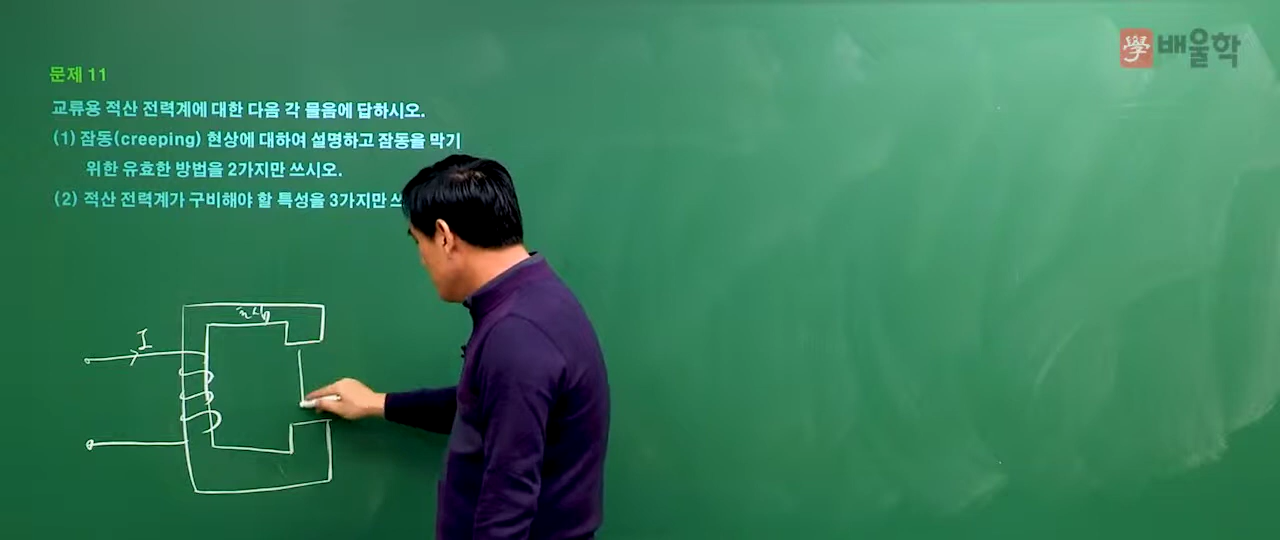 學 배울학
문제 11
교류용 적산 전력계에 대한 다음 각 물음에 답하시오.
(1) 잠동(creeping) 현상에 대하여 설명하고 잠동을 막기
위한 유효한 방법을 2가지만 쓰시오.
(2) 적산 전력계가 구비해야 할 특성을 3가지만 쓰
I